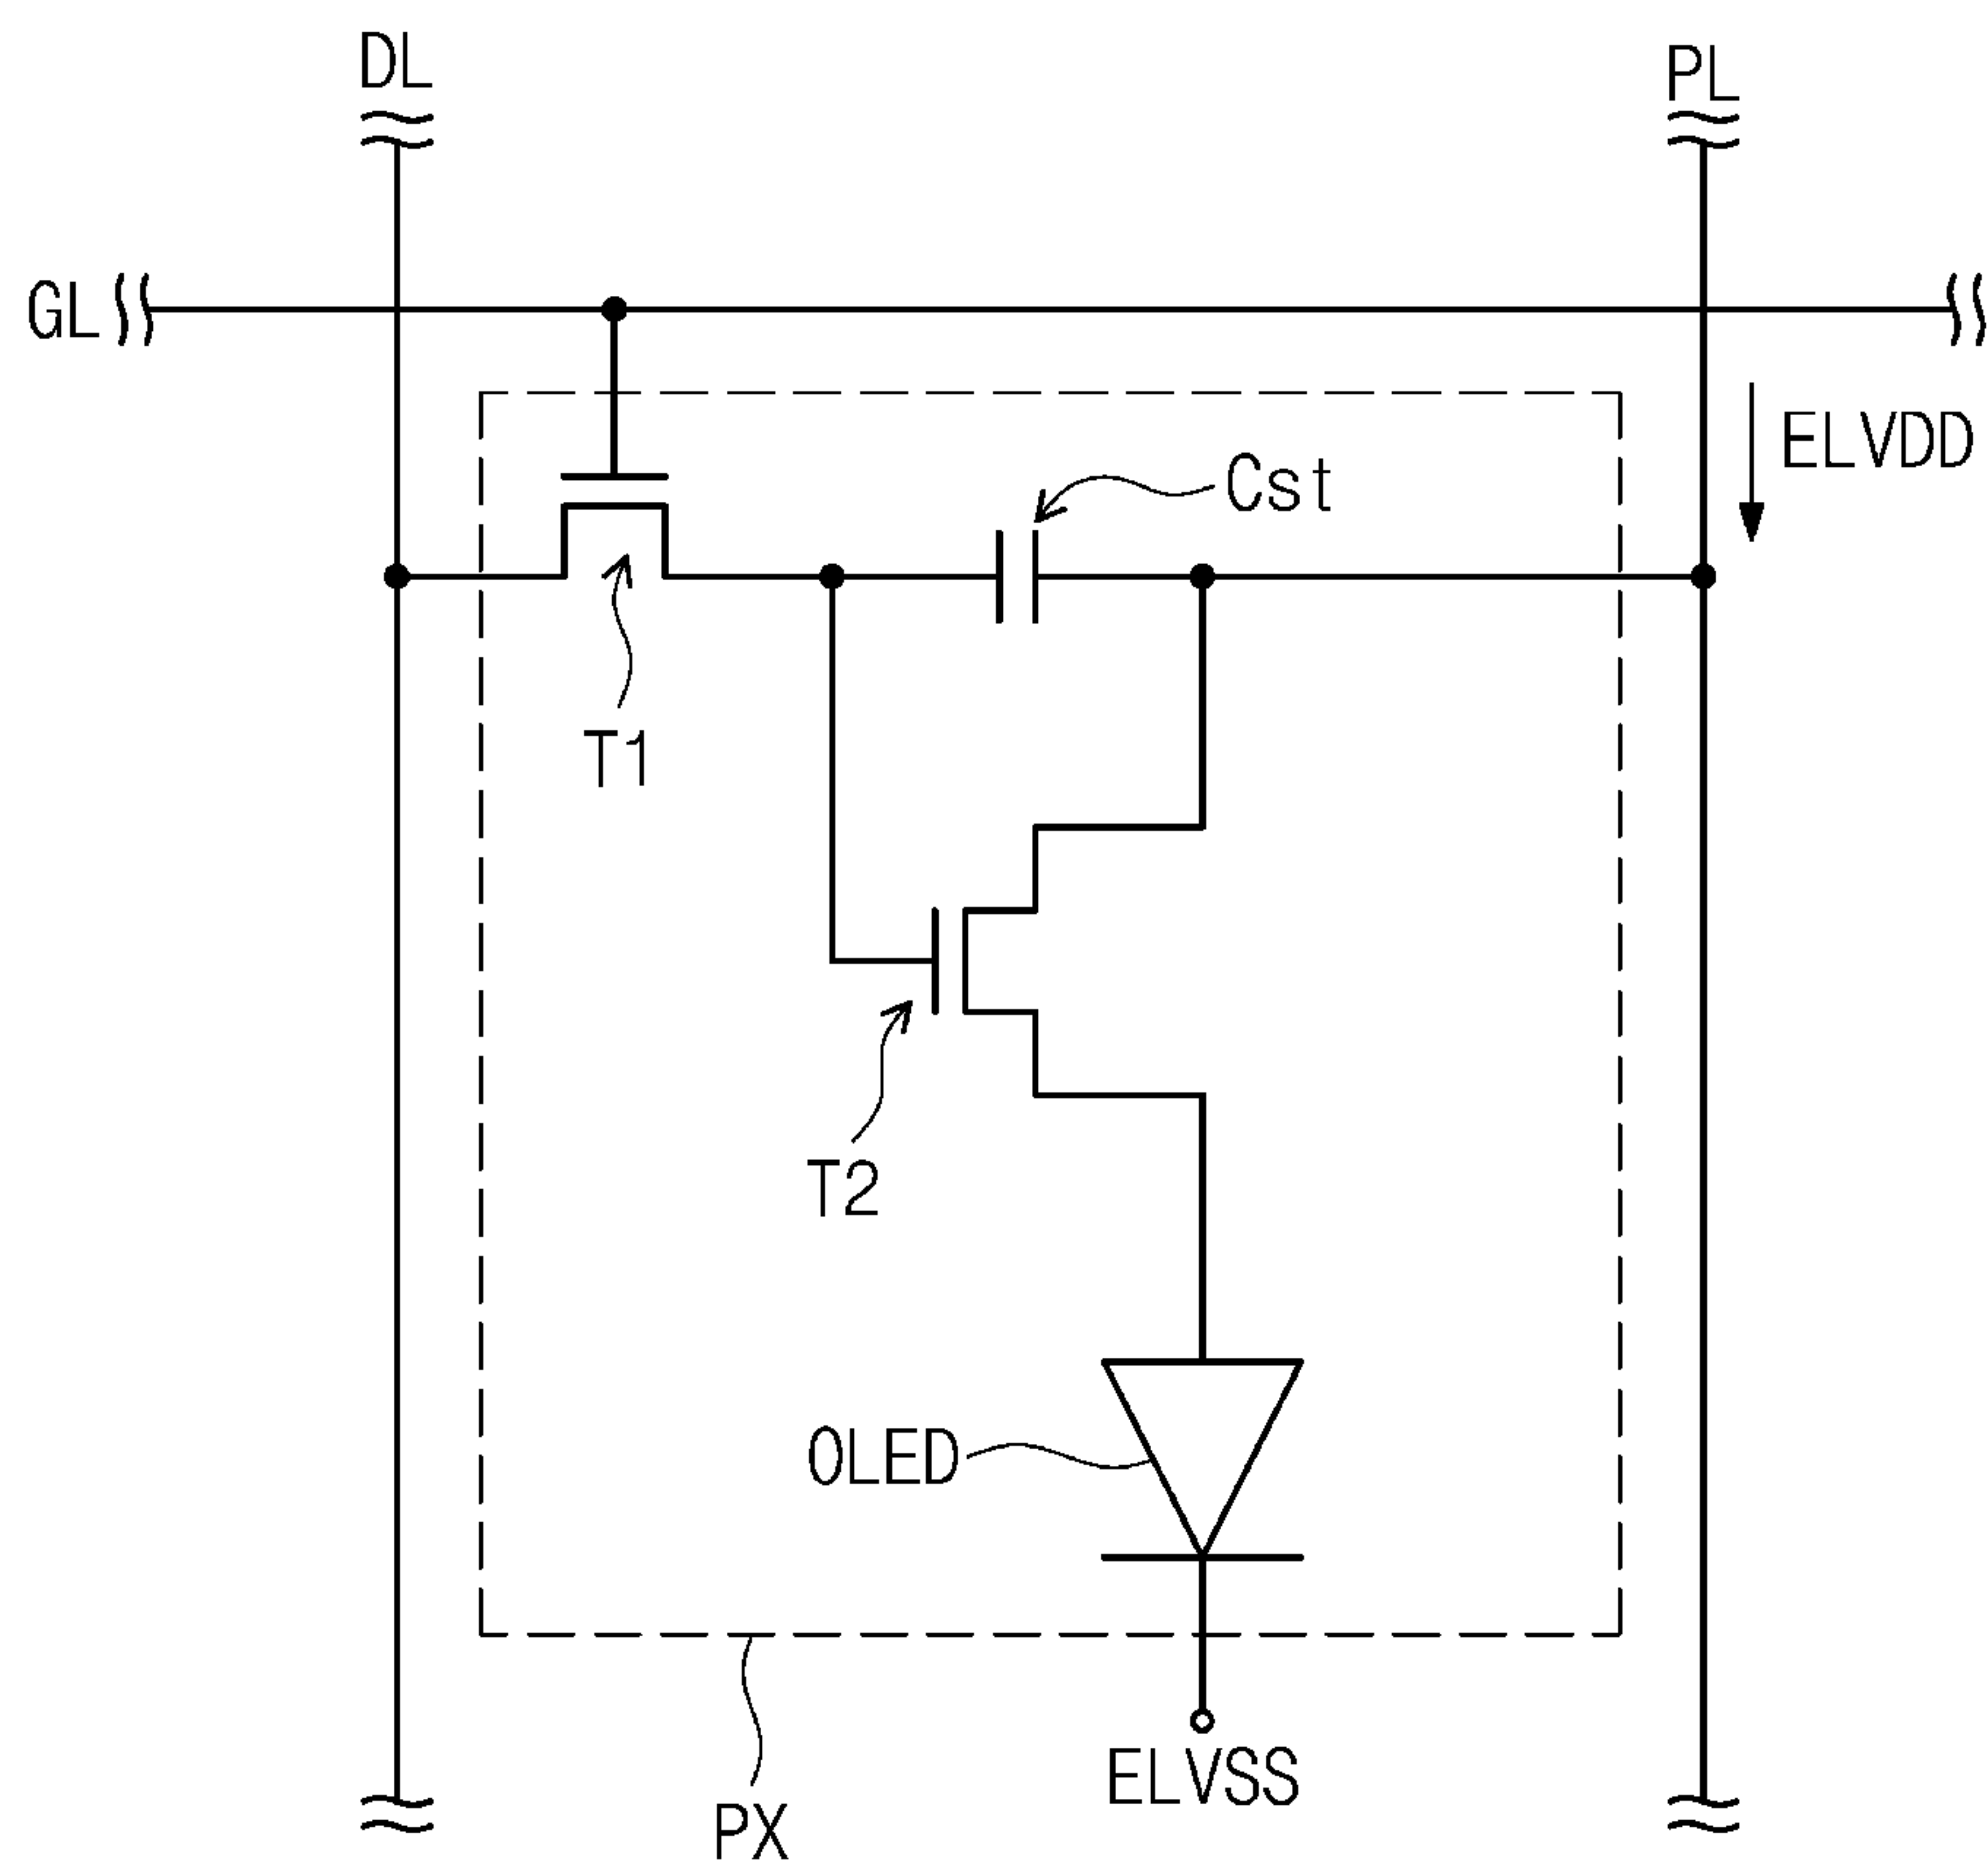 DL
PL
GL
ELVDD
Cst
T1
T2
OLED
ELVSS
PX